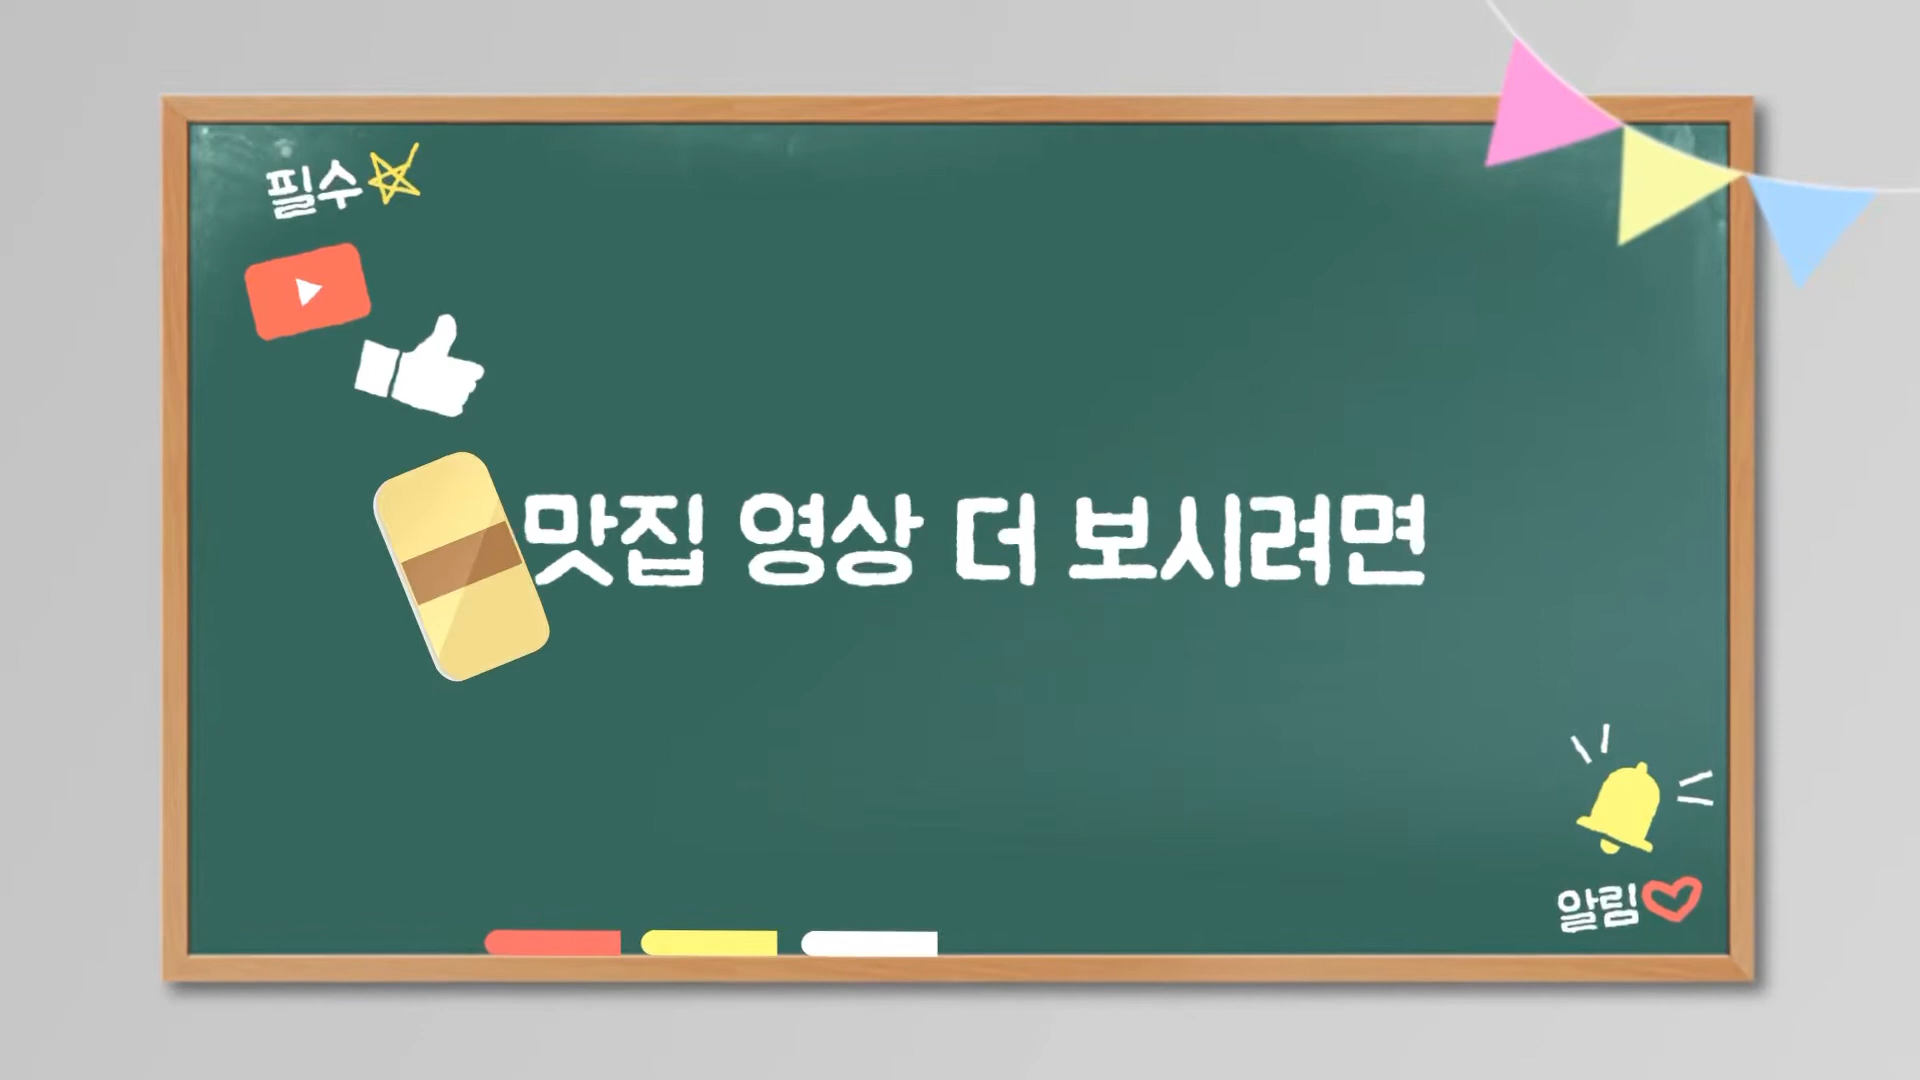 필수
맛집 영상 더 보시려면
알림